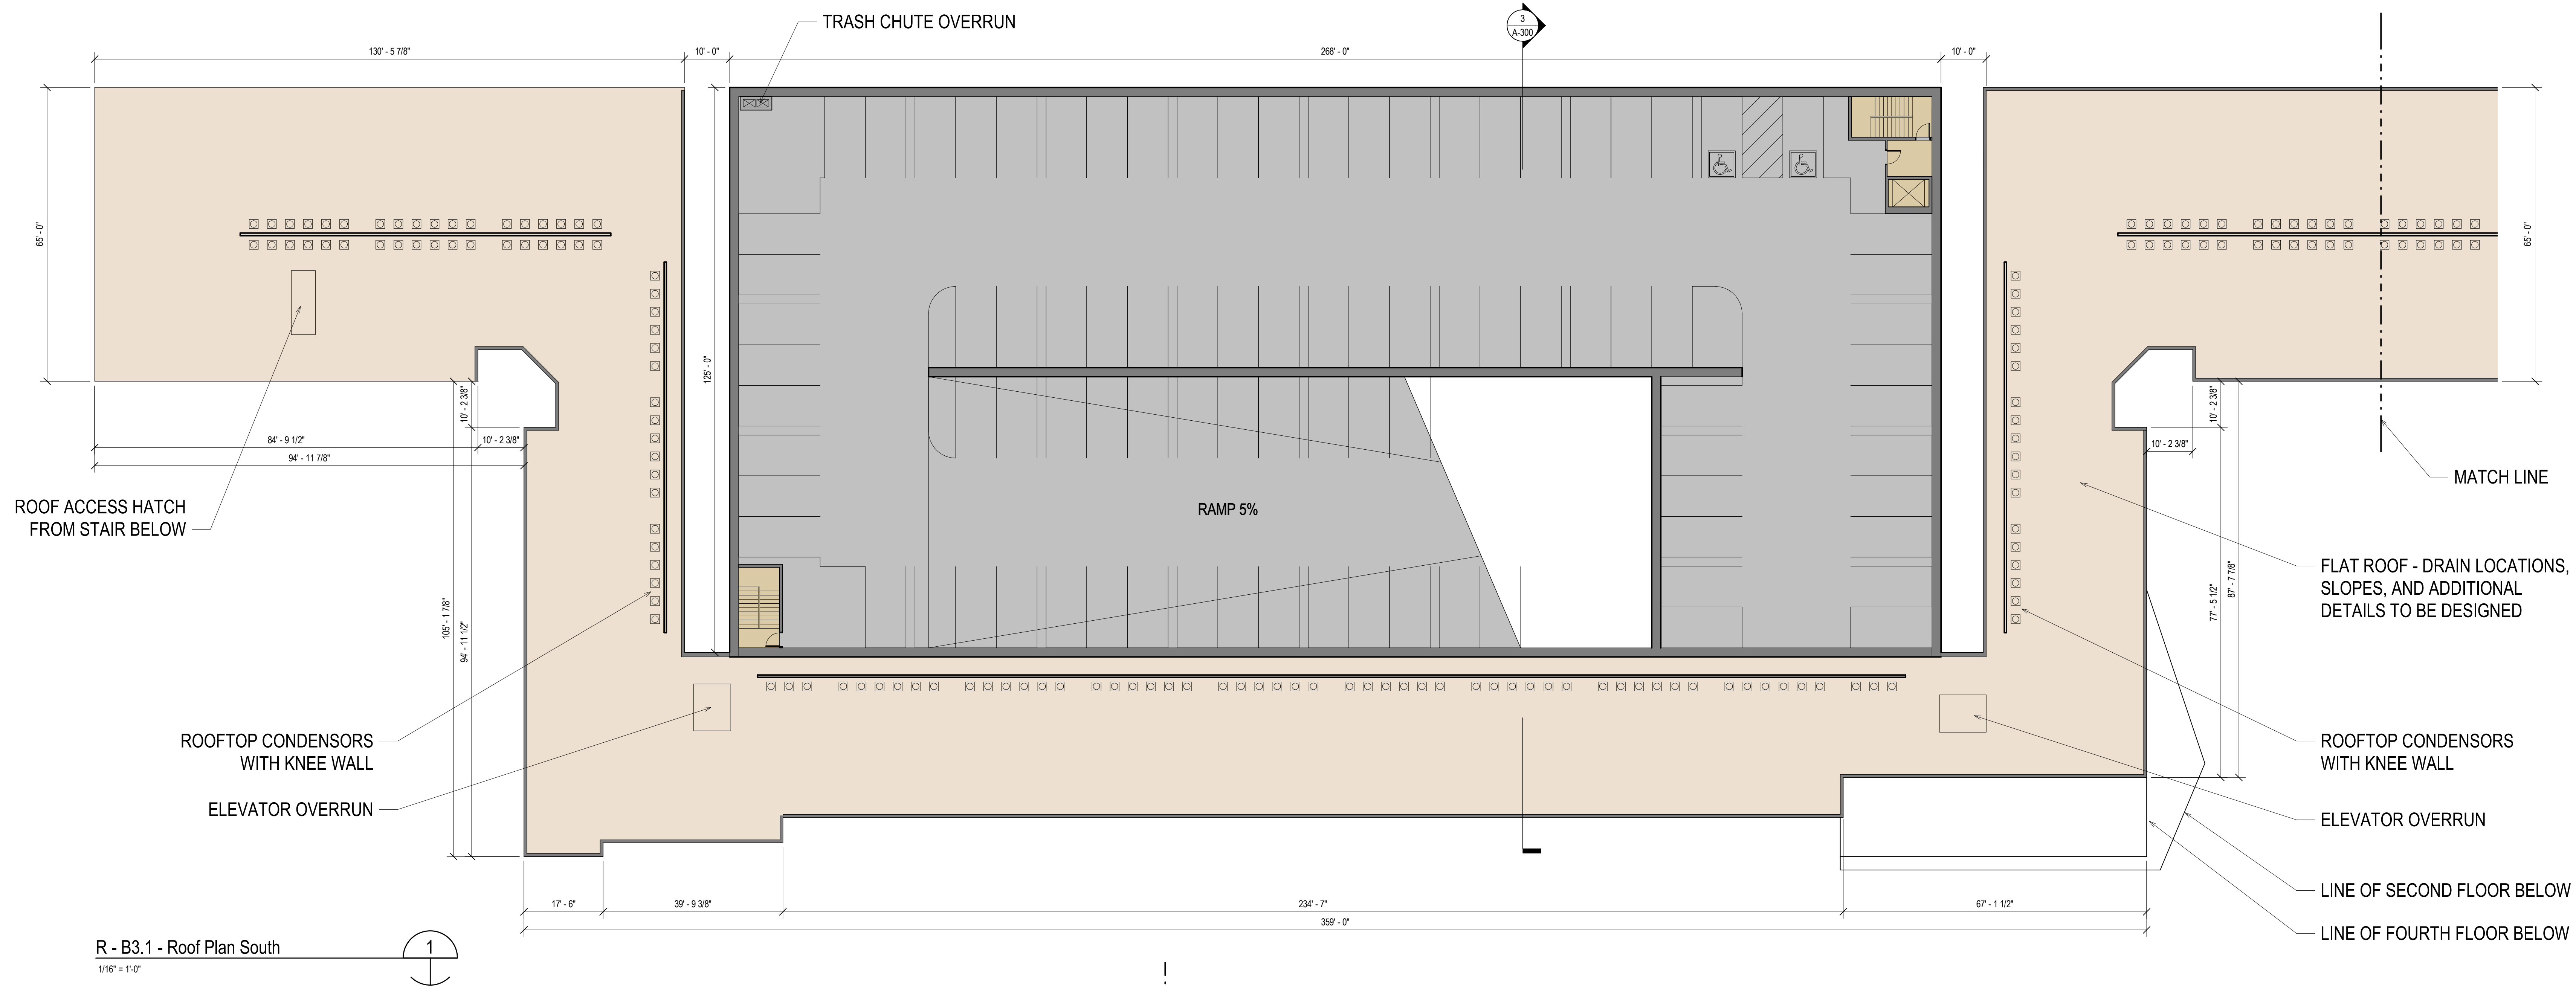 TRASH CHUTE OVERRUN
3
A-300
130' - 5 7/8"
10' - 0"
268' - 0"
10' - 0"
65' - 0"
125' - 0"
65' - 0"
10' - 2 3/8"
84' - 9 1/2"
10' - 2 3/8"
94' - 11 7/8"
10' - 2 3/8"
10' - 2 3/8"
MATCH LINE
ROOF ACCESS HATCH
FROM STAIR BELOW
RAMP 5%
FLAT ROOF - DRAIN LOCATIONS,
SLOPES, AND ADDITIONAL
DETAILS TO BE DESIGNED
105' - 1 7/8"
94' - 11 1/2"
77' - 5 1/2"
87' - 7 7/8"
ROOFTOP CONDENSORS
WITH KNEE WALL
ROOFTOP CONDENSORS
WITH KNEE WALL
ELEVATOR OVERRUN
ELEVATOR OVERRUN
LINE OF SECOND FLOOR BELOW
17' - 6"
39' - 9 3/8"
234' - 7"
67' - 1 1/2"
359' - 0"
LINE OF FOURTH FLOOR BELOW
R - B3.1 - Roof Plan South
1
1/16" = 1'-0"